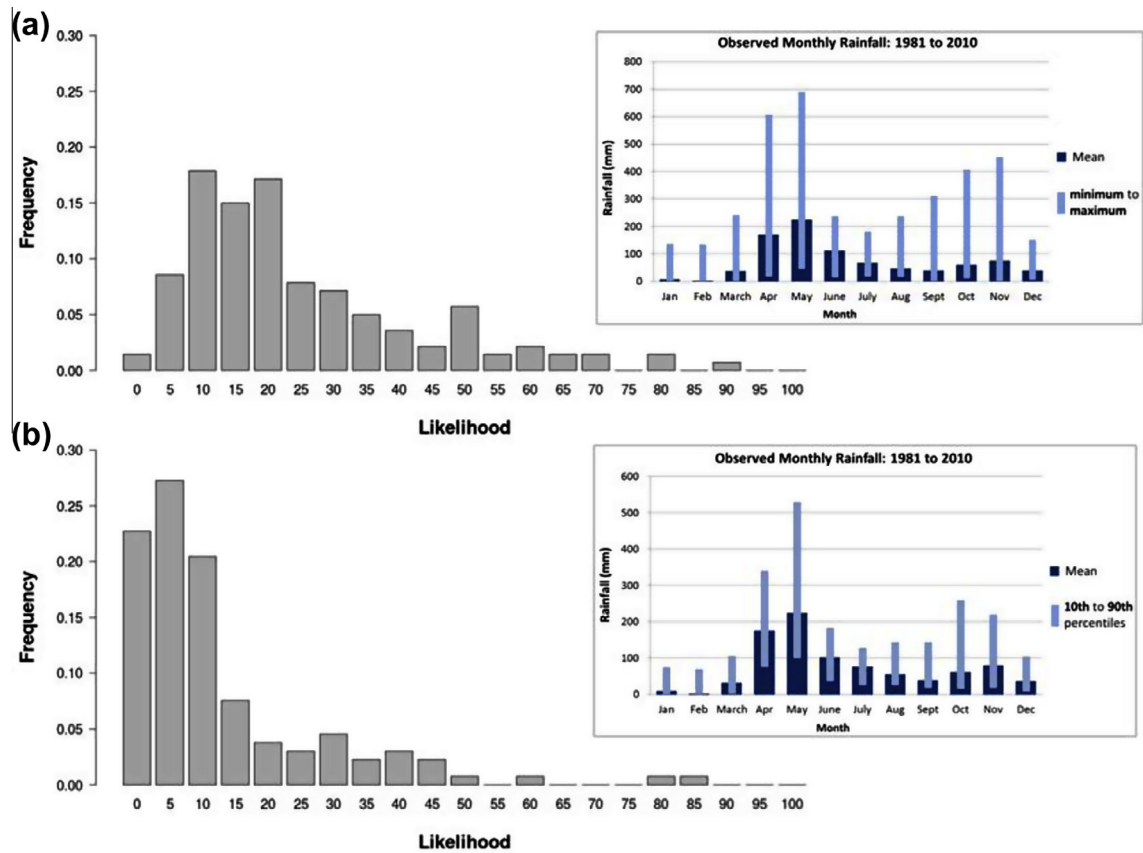 (a)
0.30
0.25
0.20
0.15
0.10
0.05
0.00
Frequency
0 5 10 15 20 25 30 35 40 45 50 55 60 65 70 75 80 85 90 95 100
Likelihood
Observed Monthly Rainfall: 1981 to 2010
800
700
600
500
400
300
200
100
0
Rainfall (mm)
Jan Feb March Apr May June July Aug Sept Oct Nov Dec
Month
Mean
minimum to
maximum
(b)
0.30
0.25
0.20
0.15
0.10
0.05
0.00
Frequency
0 5 10 15 20 25 30 35 40 45 50 55 60 65 70 75 80 85 90 95 100
Likelihood
Observed Monthly Rainfall: 1981 to 2010
600
500
400
300
200
100
0
Rainfall (mm)
Jan Feb March Apr May June July Aug Sept Oct Nov Dec
Month
Mean
10th to 90th
percentiles